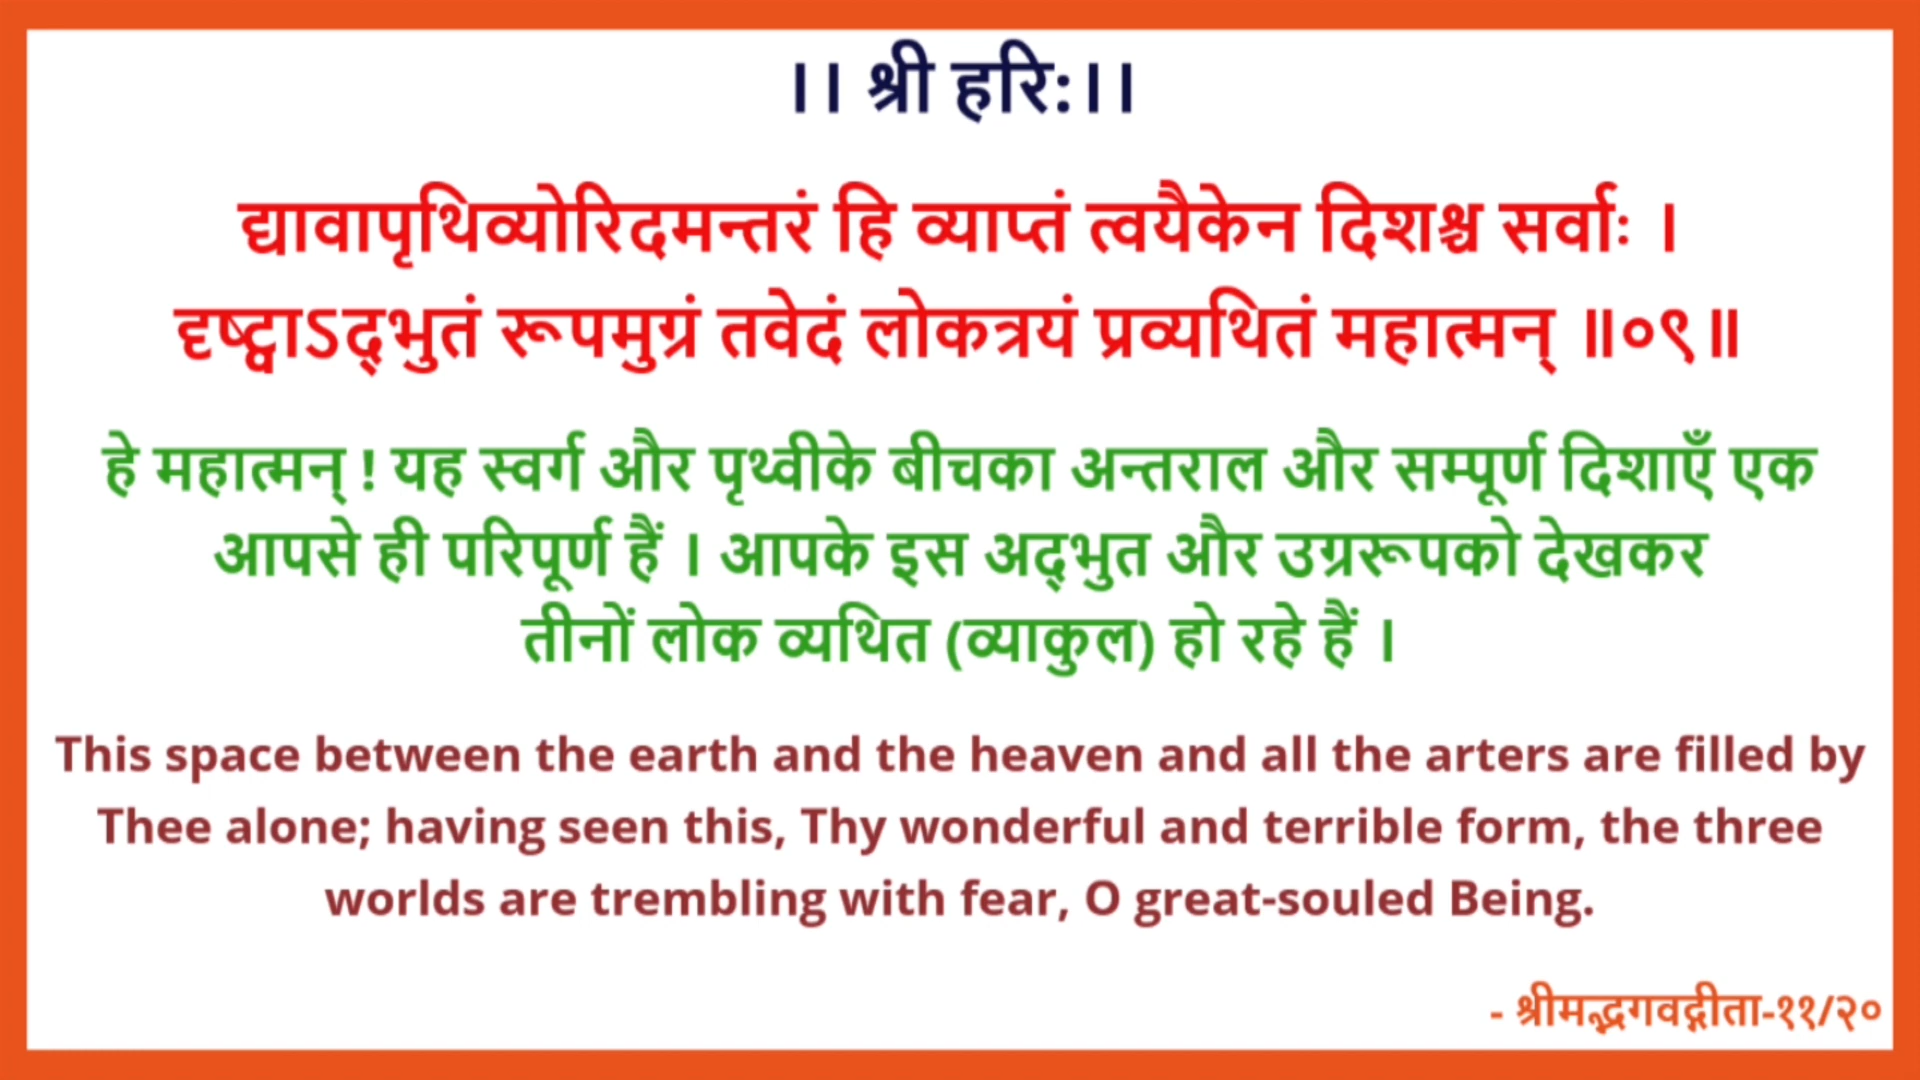 ।। श्री हरि:।।
द्यावापृथिव्योरिदमन्तरं हि व्याप्तं त्वयैकेन दिशश्च सर्वाः ।
दृष्ट्वाऽद्‌भुतं रूपमुग्रं तवेदं लोकत्रयं प्रव्यथितं महात्मन् ॥०९॥
हे महात्मन् ! यह स्वर्ग और पृथ्वीके बीचका अन्तराल और सम्पूर्ण दिशाएँ एक
आपसे ही परिपूर्ण हैं । आपके इस अद्‌भुत और उग्ररूपको देखकर
तीनों लोक व्यथित (व्याकुल) हो रहे हैं ।
This space between the earth and the heaven and all the arters are filled by
Thee alone; having seen this, Thy wonderful and terrible form, the three
worlds are trembling with fear, O great-souled Being.
- श्रीमद्भगवद्गीता-११/२०